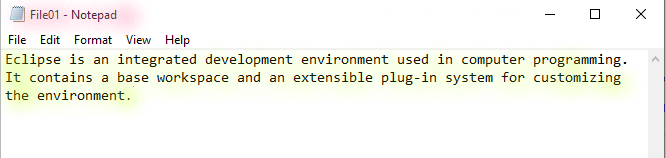 File01 - Notepad
File Edit Format View Help
Eclipse is an integrated development environment used in computer programming.
It contains a base workspace and an extensible plug-in system for customizing
the environment.